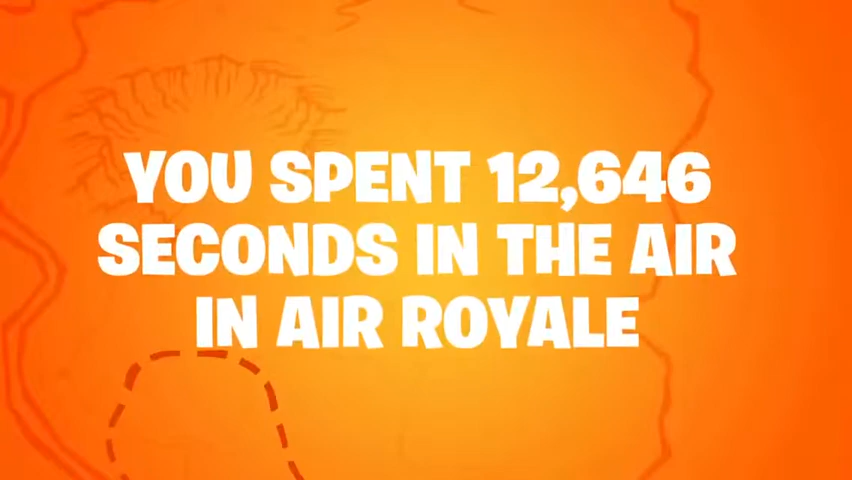 YOU SPENT 12,646
SECONDS IN THE AIR
IN AIR ROYALE